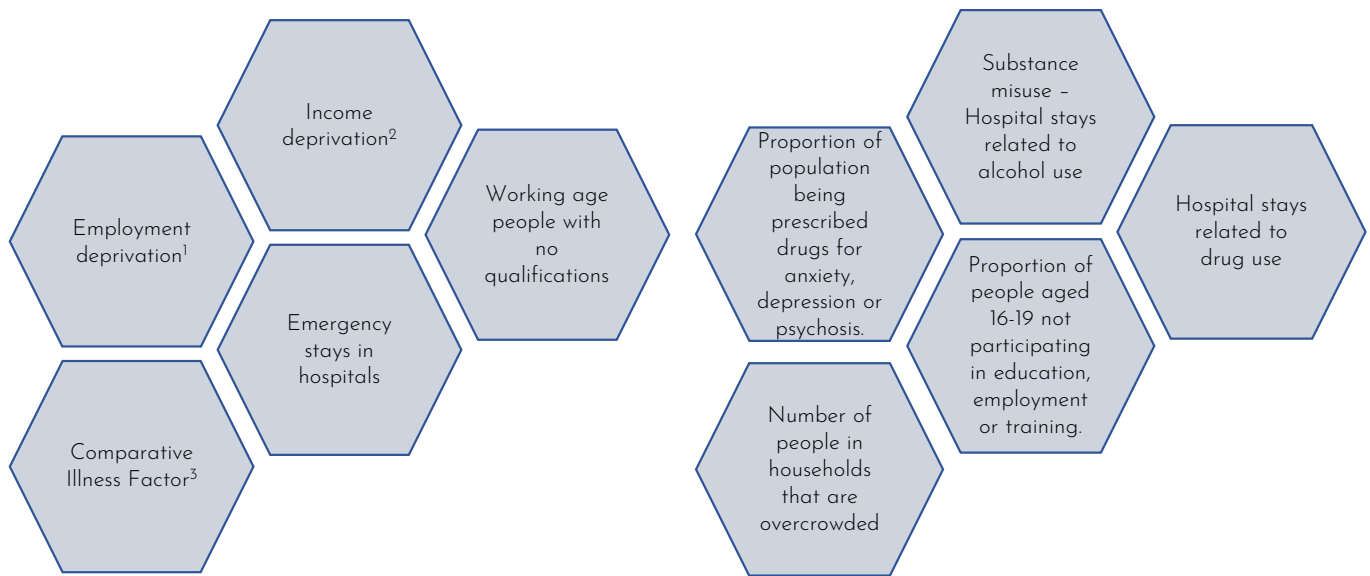 Income
deprivation2
Employment
deprivation1
Working age
people with
no
qualifications
Emergency
stays in
hospitals
Comparative
Illness Factor3
Substance
misuse –
Hospital stays
related to
alcohol use
Proportion of
population
being
prescribed
drugs for
anxiety,
depression or
psychosis.
Hospital stays
related to
drug use
Proportion of
people aged
16-19 not
participating
in education,
employment
or training.
Number of
people in
households
that are
overcrowded